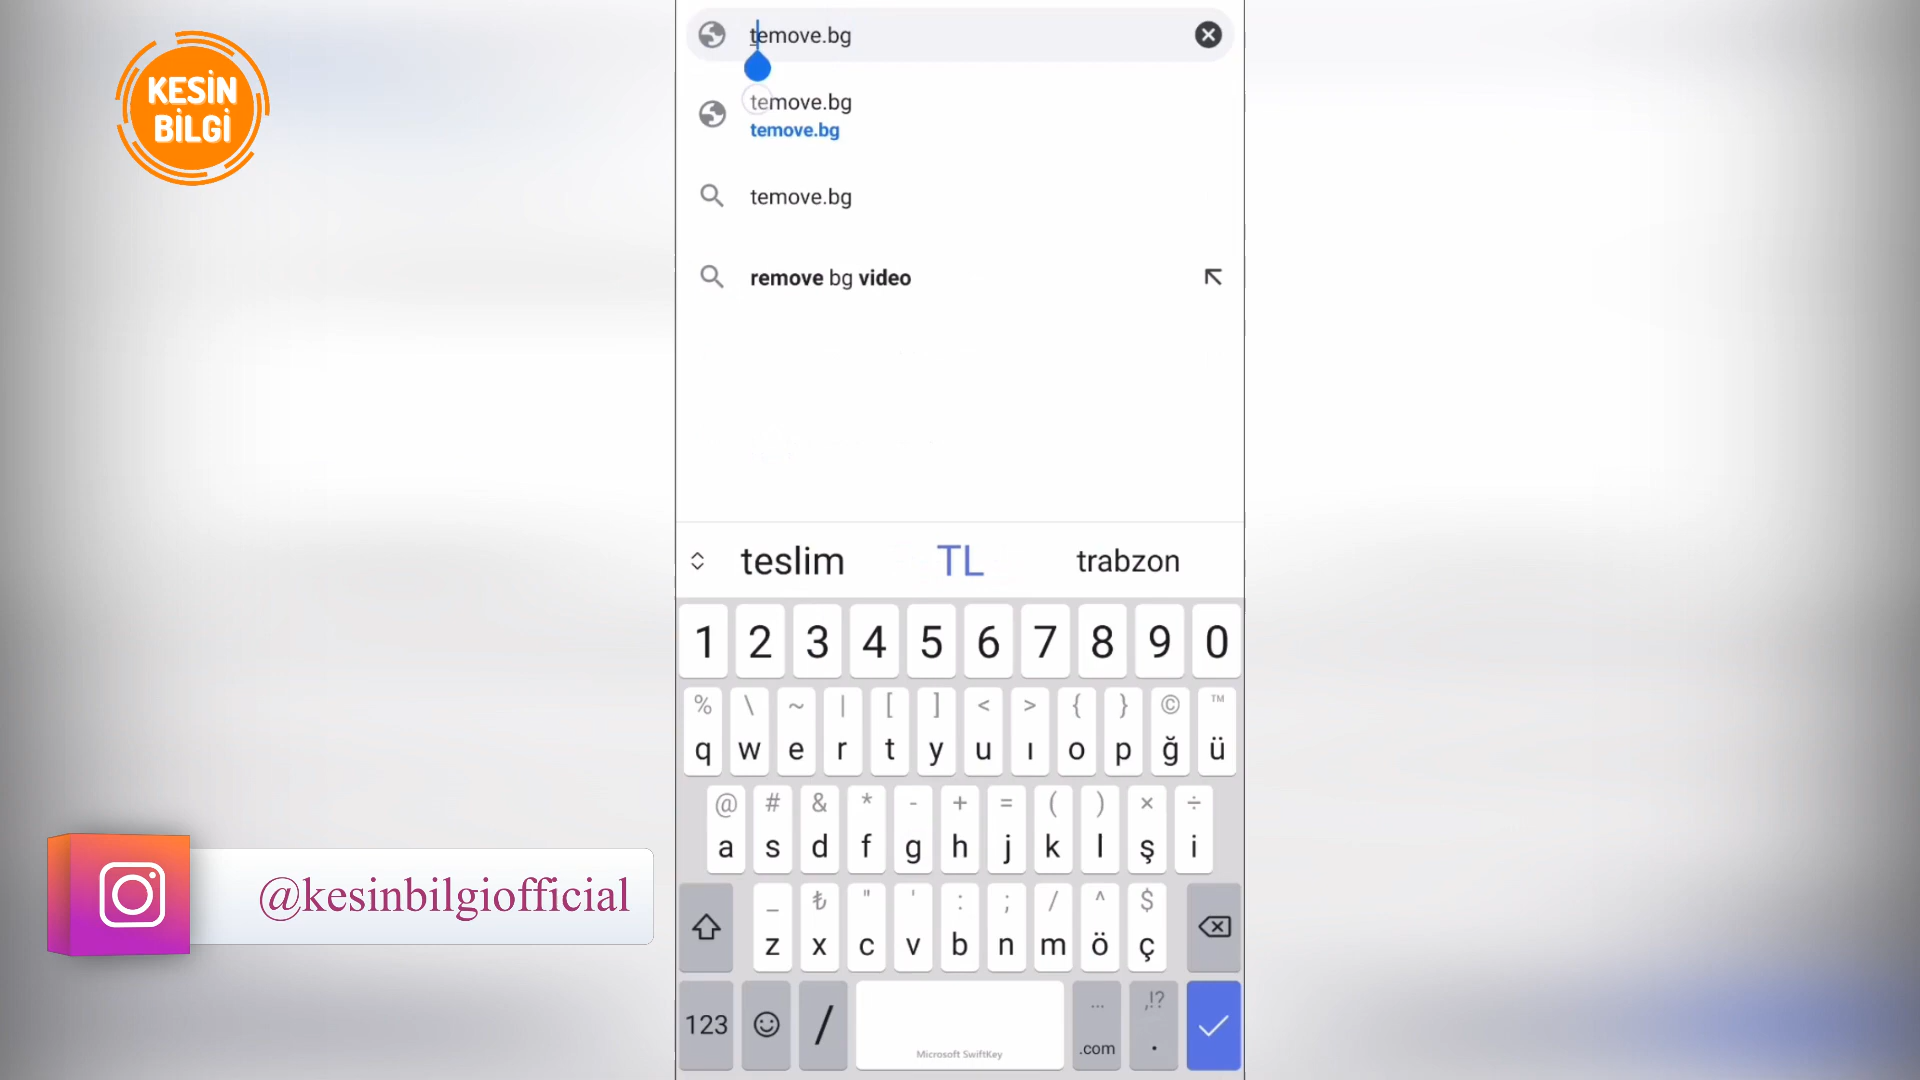 KESİN
BİLGİ
temove.bg
temove.bg
temove.bg
temove.bg
remove bg video
teslim TL trabzon
1 2 3 4 5 6 7 8 9 0
% \ ~ | [ ] < > { } © ™
q w e r t y u ı o p ğ ü
@ # & * - + = ( ) × ÷
a s d f g h j k l ş i
_ ₺ " ' : ; / ^ $
z x c v b n m ö ç
... ,!?
123 / .com .
Microsoft SwiftKey
@kesinbilgiofficial